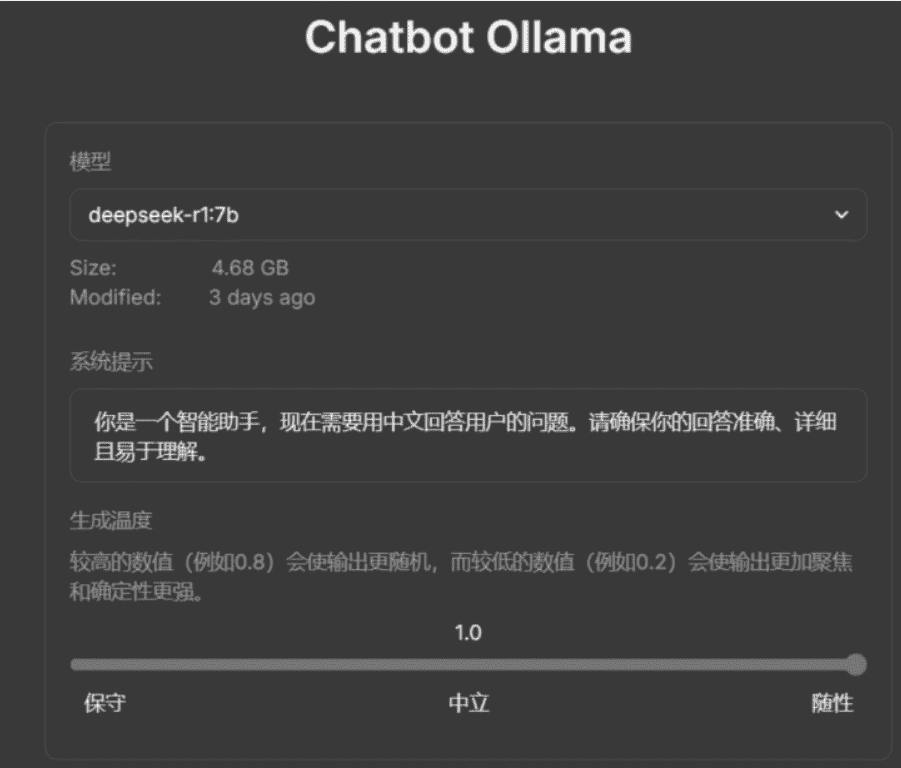 Chatbot Ollama
模型
deepseek-r1:7b
Size: 4.68 GB
Modified: 3 days ago
系统提示
你是一个智能助手，现在需要用中文回答用户的问题。请确保你的回答准确、详细
且易于理解。
生成温度
较高的数值（例如0.8）会使输出更随机，而较低的数值（例如0.2）会使输出更加聚焦
和确定性更强。
1.0
保守 中立 随性